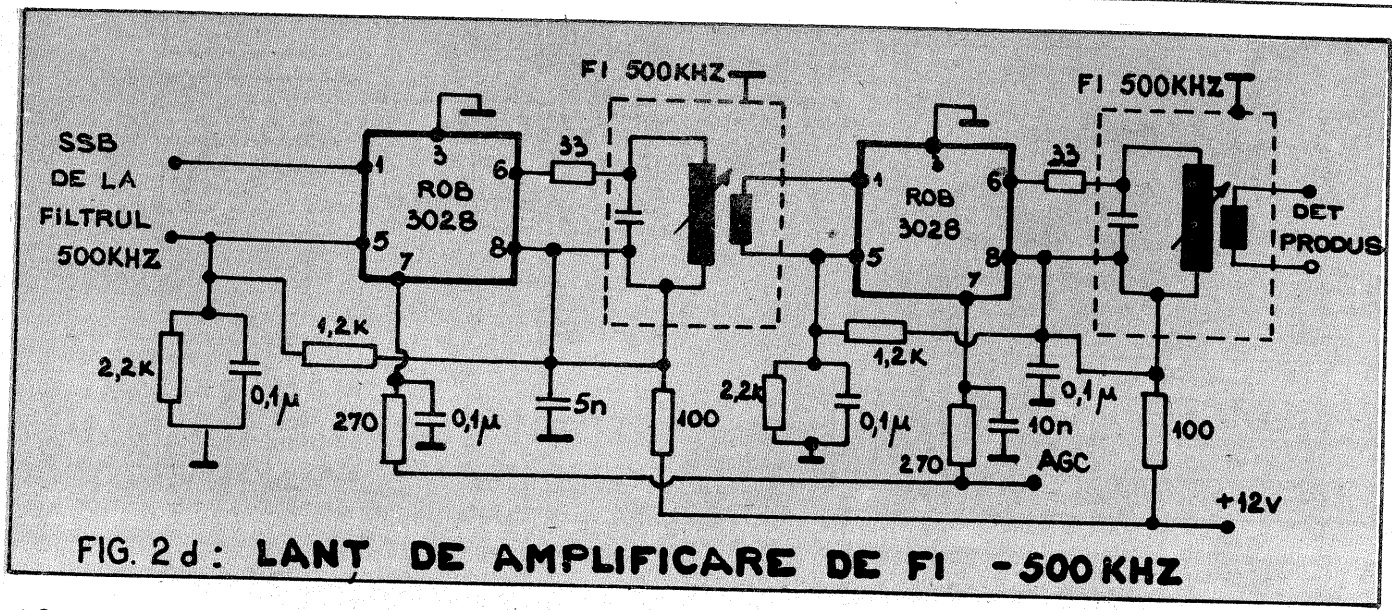 FI 500KHZ
FI 500KHZ
SSB
DE LA
FILTRUL
500KHZ
1
3
6
ROB
3028
5
7
8
33
1
6
ROB
3028
5
7
8
33
DET
PRODUS
2,2K
0,1µ
1,2K
270
0,1µ
5n
100
2,2K
0,1µ
1,2K
270
10n
0,1µ
100
AGC
+12V
FIG. 2d: LANȚ DE AMPLIFICARE DE FI - 500 KHZ